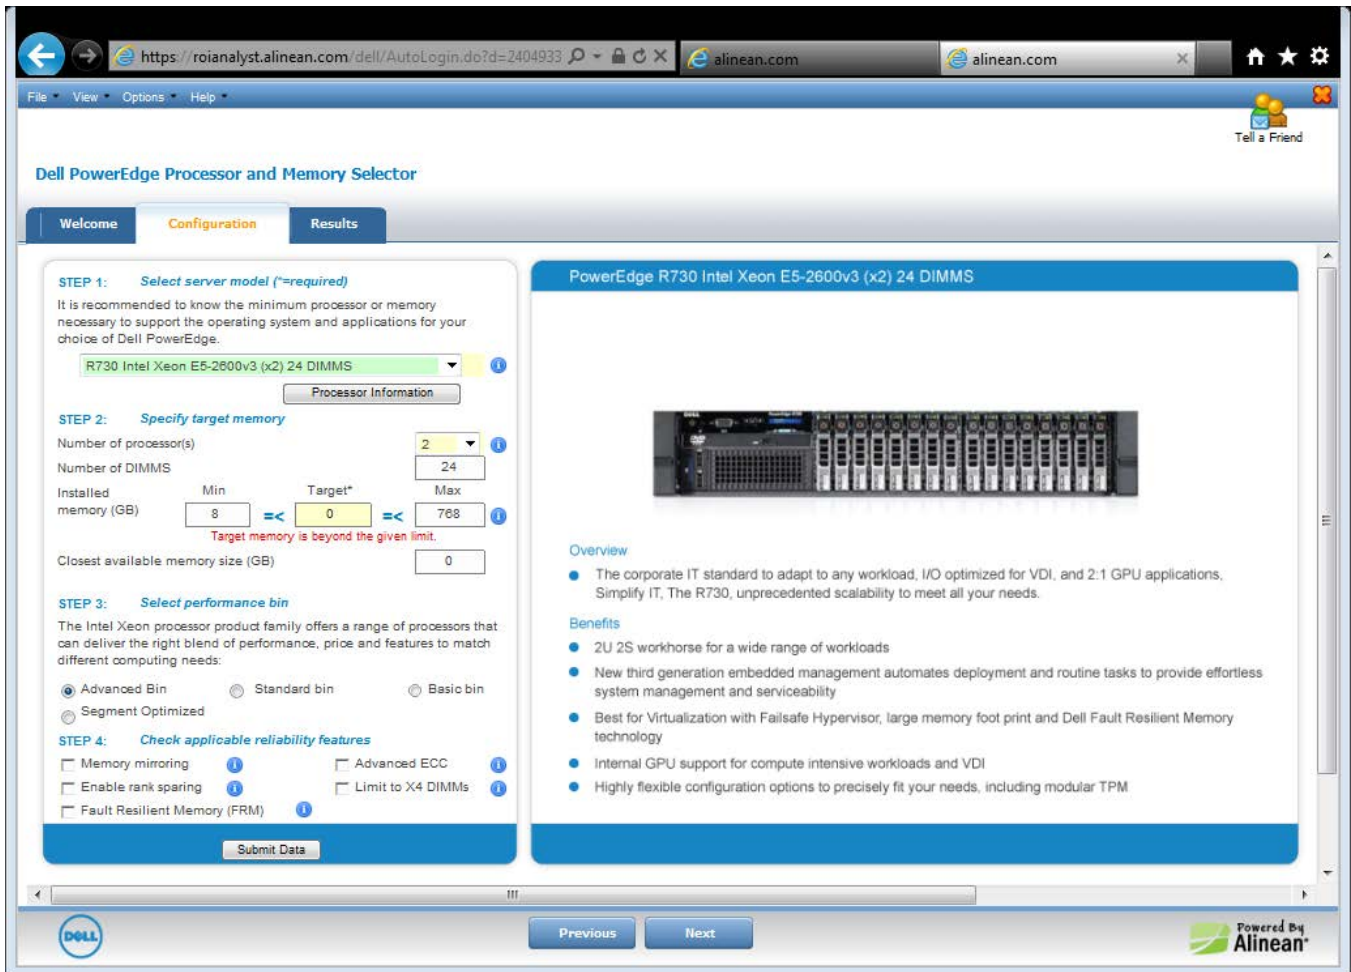 https://roianalyst.alinean.com/dell/AutoLogin.do?d=2404933
alinean.com
alinean.com
File View Options Help
Tell a Friend
Dell PowerEdge Processor and Memory Selector
Welcome Configuration Results
STEP 1: Select server model (*=required)
It is recommended to know the minimum processor or memory
necessary to support the operating system and applications for your
choice of Dell PowerEdge.
R730 Intel Xeon E5-2600v3 (x2) 24 DIMMS
Processor Information
STEP 2: Specify target memory
Number of processor(s) 2
Number of DIMMS 24
Installed memory (GB)
Min Target* Max
8 =< 0 =< 768
Target memory is beyond the given limit.
Closest available memory size (GB) 0
STEP 3: Select performance bin
The Intel Xeon processor product family offers a range of processors that
can deliver the right blend of performance, price and features to match
different computing needs:
Advanced Bin Standard bin Basic bin
Segment Optimized
STEP 4: Check applicable reliability features
Memory mirroring Advanced ECC
Enable rank sparing Limit to X4 DIMMs
Fault Resilient Memory (FRM)
Submit Data
PowerEdge R730 Intel Xeon E5-2600v3 (x2) 24 DIMMS
Overview
The corporate IT standard to adapt to any workload, I/O optimized for VDI, and 2:1 GPU applications,
Simplify IT, The R730, unprecedented scalability to meet all your needs.
Benefits
2U 2S workhorse for a wide range of workloads
New third generation embedded management automates deployment and routine tasks to provide effortless
system management and serviceability
Best for Virtualization with Failsafe Hypervisor, large memory foot print and Dell Fault Resilient Memory
technology
Internal GPU support for compute intensive workloads and VDI
Highly flexible configuration options to precisely fit your needs, including modular TPM
DELL
Previous Next
Powered By
Alinean